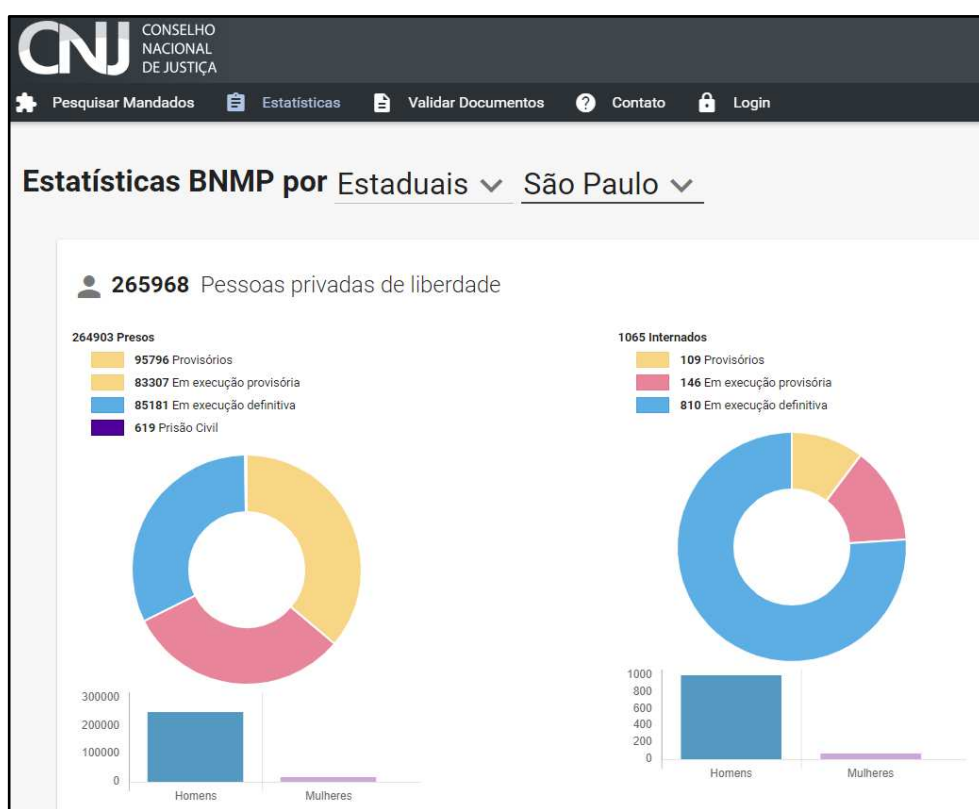 CNJ
CONSELHO
NACIONAL
DE JUSTIÇA
Pesquisar Mandados Estatísticas Validar Documentos Contato Login
Estatísticas BNMP por Estaduais São Paulo
265968 Pessoas privadas de liberdade
264903 Presos
95796 Provisórios
83307 Em execução provisória
85181 Em execução definitiva
619 Prisão Civil
300000
200000
100000
0
Homens Mulheres
1065 Internados
109 Provisórios
146 Em execução provisória
810 Em execução definitiva
1000
800
600
400
200
0
Homens Mulheres